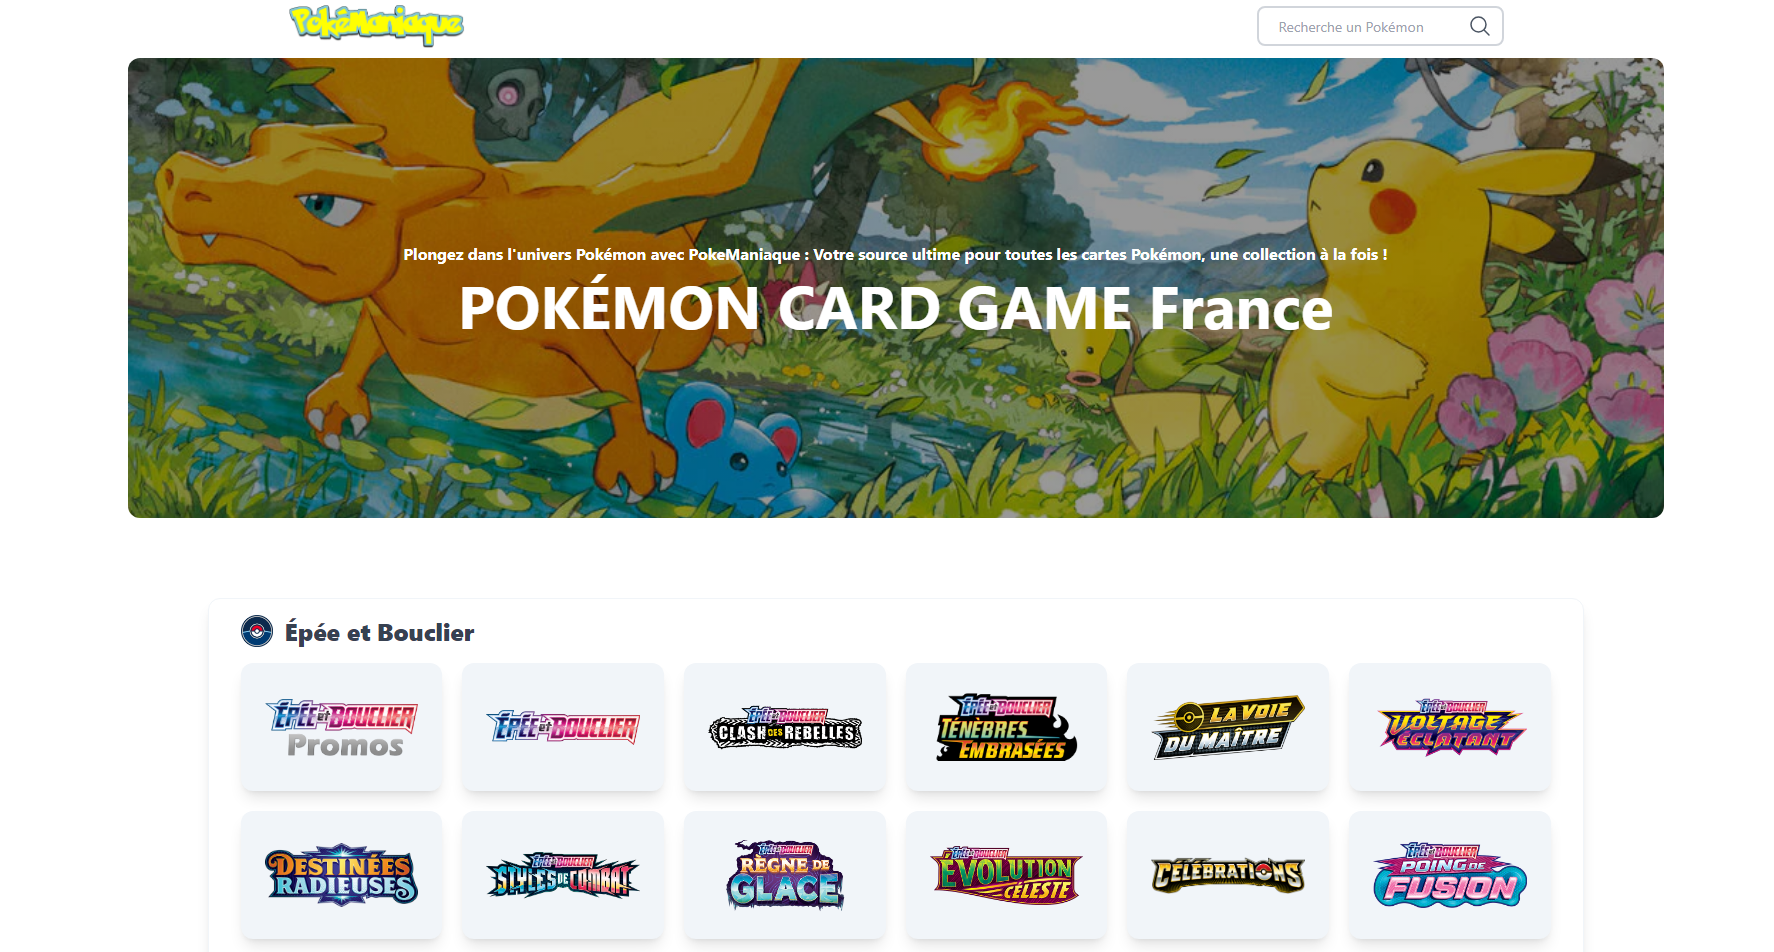 PokéManiaque
Recherche un Pokémon
Plongez dans l'univers Pokémon avec PokeManiaque : Votre source ultime pour toutes les cartes Pokémon, une collection à la fois !
POKÉMON CARD GAME France
Épée et Bouclier
ÉPÉE et BOUCLIER
Promos
ÉPÉE et BOUCLIER
ÉPÉE et BOUCLIER
CLASH DES REBELLES
ÉPÉE et BOUCLIER
TÉNÈBRES
EMBRASÉES
LA VOIE
DU MAÎTRE
ÉPÉE et BOUCLIER
VOLTAGE
ÉCLATANT
DESTINÉES
RADIEUSES
ÉPÉE et BOUCLIER
STYLES DE COMBAT
ÉPÉE et BOUCLIER
RÈGNE DE
GLACE
ÉPÉE et BOUCLIER
ÉVOLUTION
CÉLESTE
CÉLÉBRATIONS
ÉPÉE et BOUCLIER
POING DE
FUSION